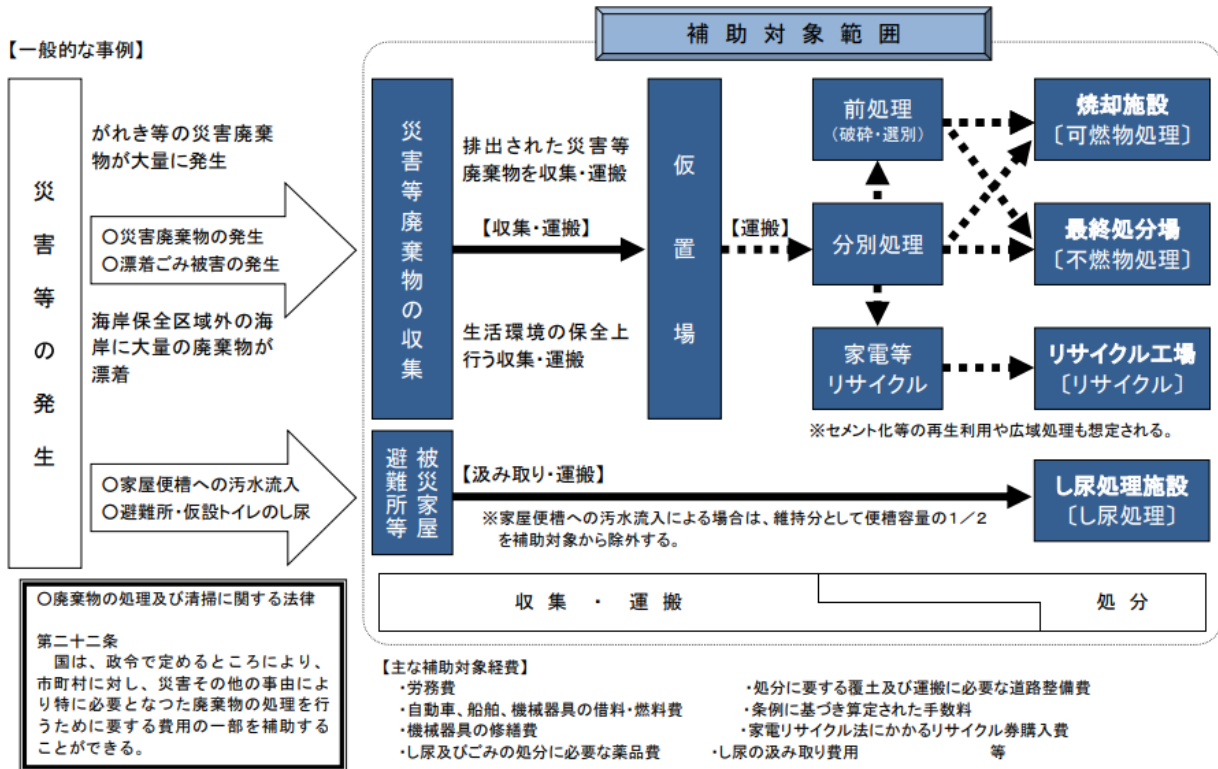 補助対象範囲
【一般的な事例】
災害等の発生
がれき等の災害廃棄
物が大量に発生
○災害廃棄物の発生
○漂着ごみ被害の発生
海岸保全区域外の海
岸に大量の廃棄物が
漂着
○家屋便槽への汚水流入
○避難所・仮設トイレのし尿
災害等廃棄物の収集
排出された災害等
廃棄物を収集・運搬
【収集・運搬】
生活環境の保全上
行う収集・運搬
仮置場
【運搬】
前処理
（破砕・選別）
分別処理
家電等
リサイクル
焼却施設
〔可燃物処理〕
最終処分場
〔不燃物処理〕
リサイクル工場
〔リサイクル〕
※セメント化等の再生利用や広域処理も想定される。
被災家屋
避難所等
【汲み取り・運搬】
※家屋便槽への汚水流入による場合は、維持分として便槽容量の１／２
を補助対象から除外する。
し尿処理施設
〔し尿処理〕
収集・運搬
処分
○廃棄物の処理及び清掃に関する法律
第二十二条
国は、政令で定めるところにより、
市町村に対し、災害その他の事由によ
り特に必要となつた廃棄物の処理を行
うために要する費用の一部を補助する
ことができる。
【主な補助対象経費】
・労務費
・自動車、船舶、機械器具の借料・燃料費
・機械器具の修繕費
・し尿及びごみの処分に必要な薬品費
・処分に要する覆土及び運搬に必要な道路整備費
・条例に基づき算定された手数料
・家電リサイクル法にかかるリサイクル券購入費
・し尿の汲み取り費用 等